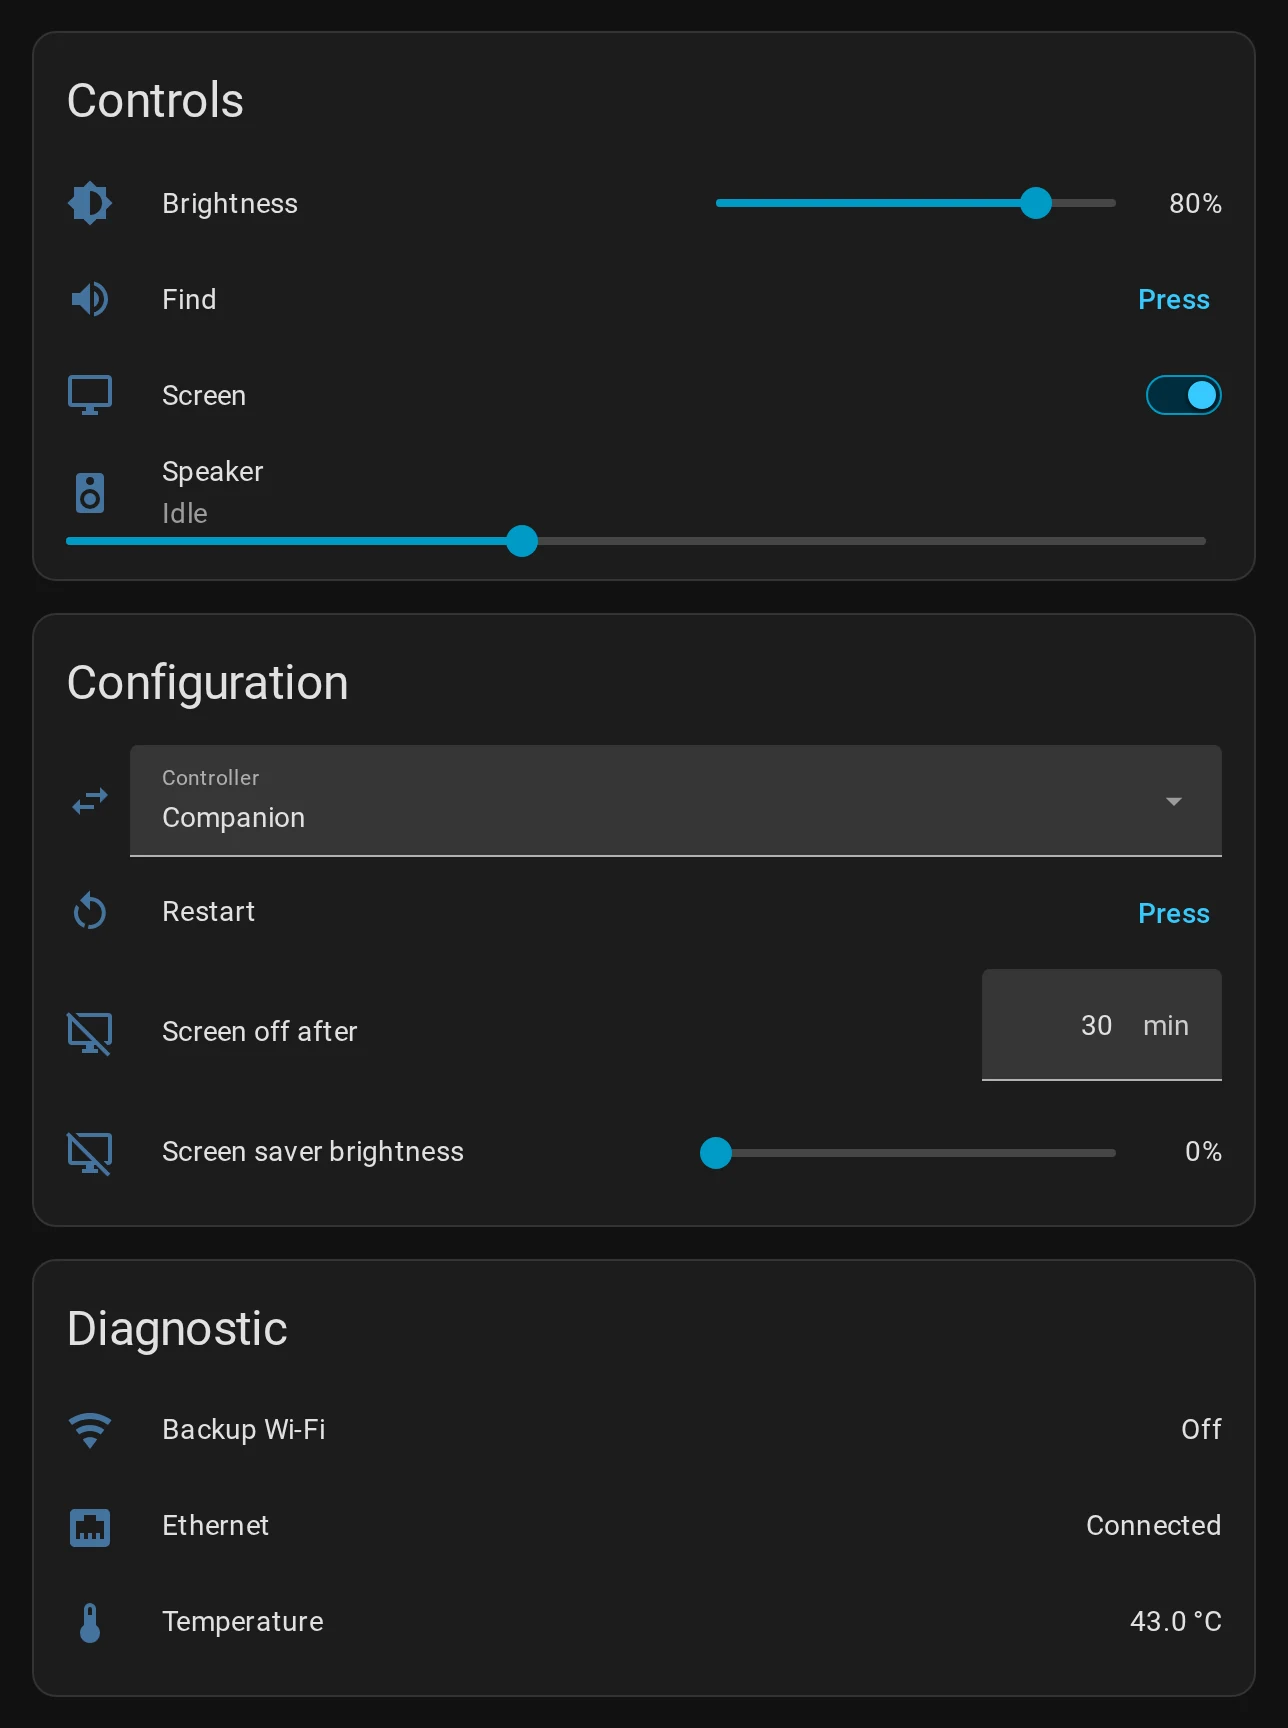 Controls
Brightness 80%
Find Press
Screen
Speaker
Idle
Configuration
Controller
Companion
Restart Press
Screen off after 30 min
Screen saver brightness 0%
Diagnostic
Backup Wi-Fi Off
Ethernet Connected
Temperature 43.0 °C